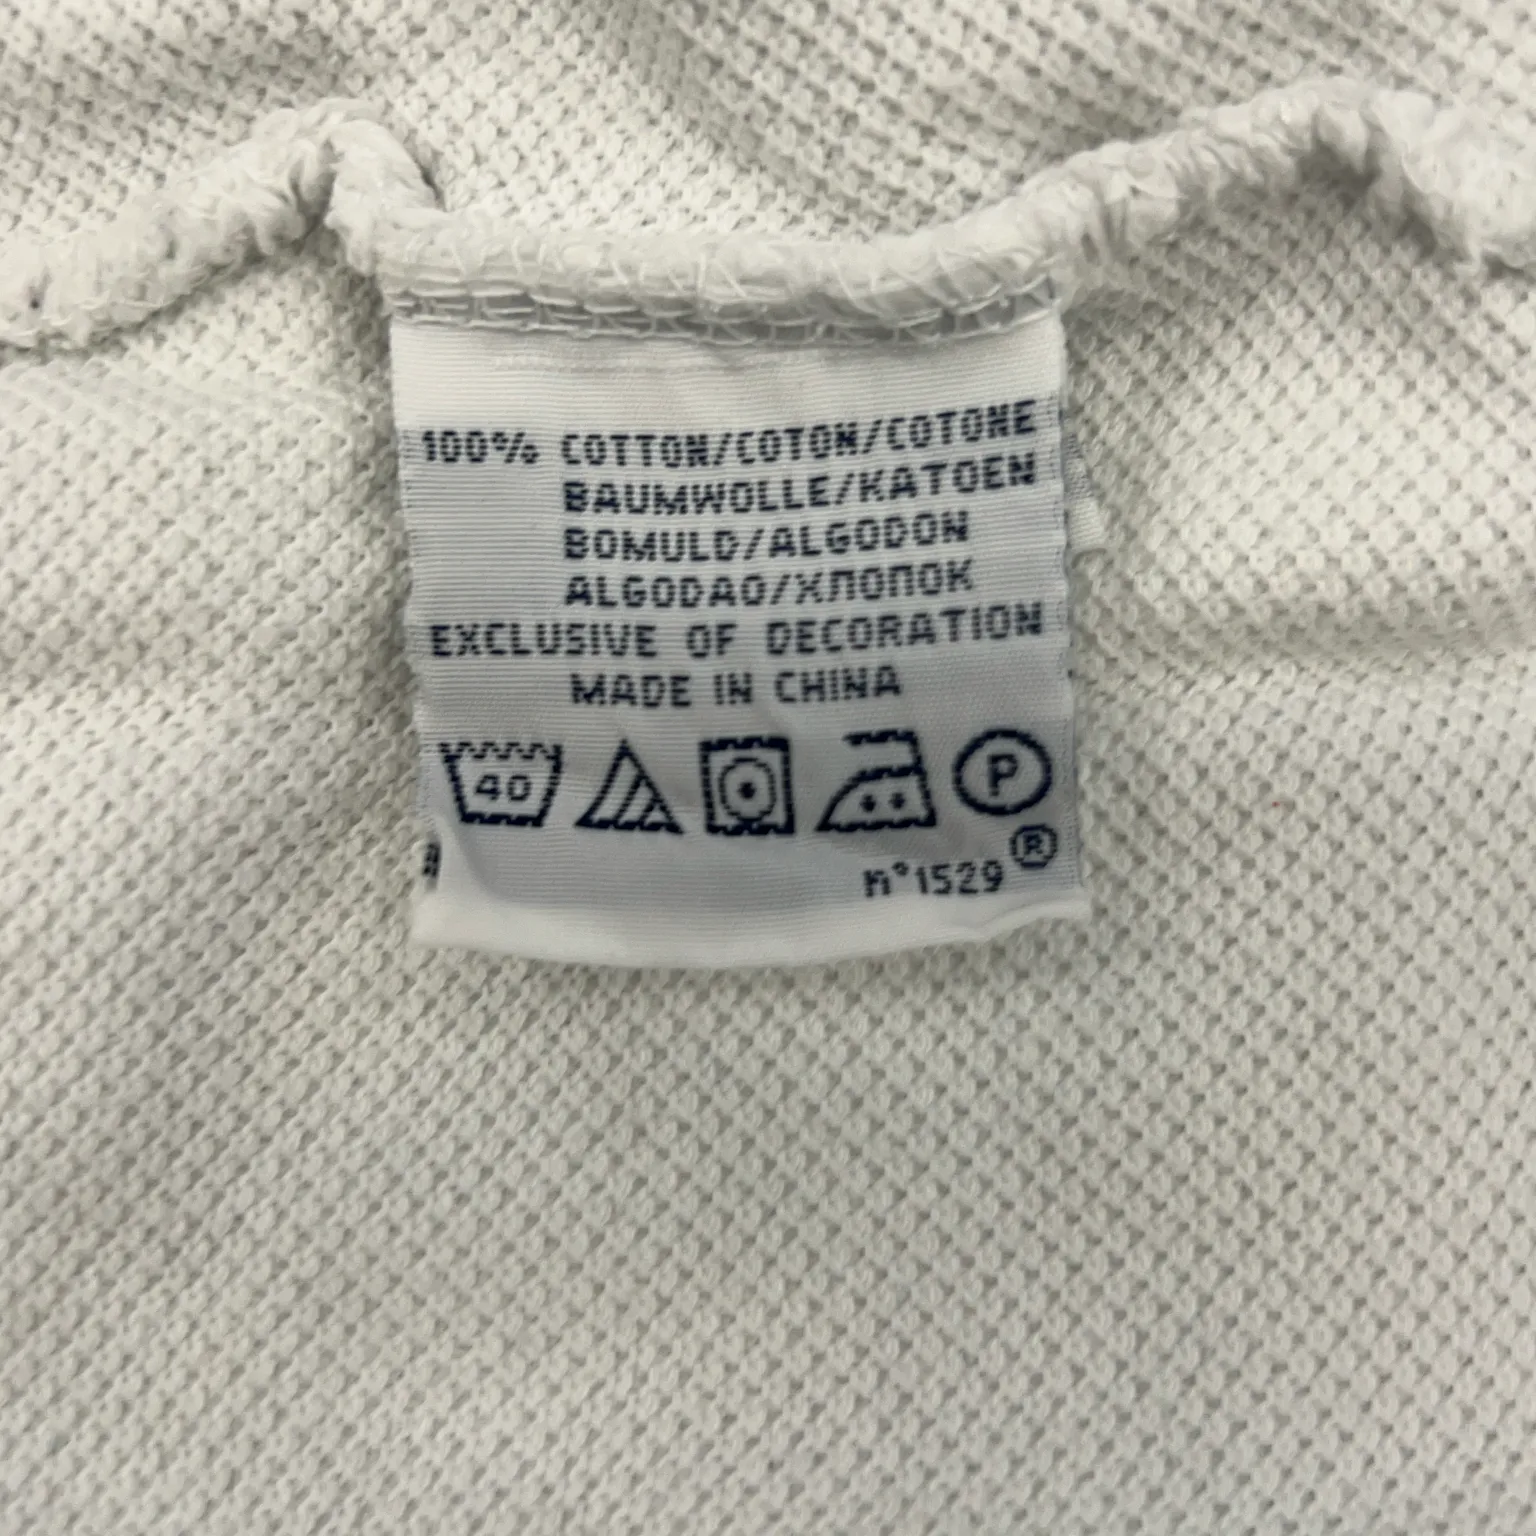 100% COTTON/COTON/COTONE
BAUMWOLLE/KATOEN
BOMULD/ALGODON
ALGODAO/ХЛОПОК
EXCLUSIVE OF DECORATION
MADE IN CHINA
40
P
®
n°1529